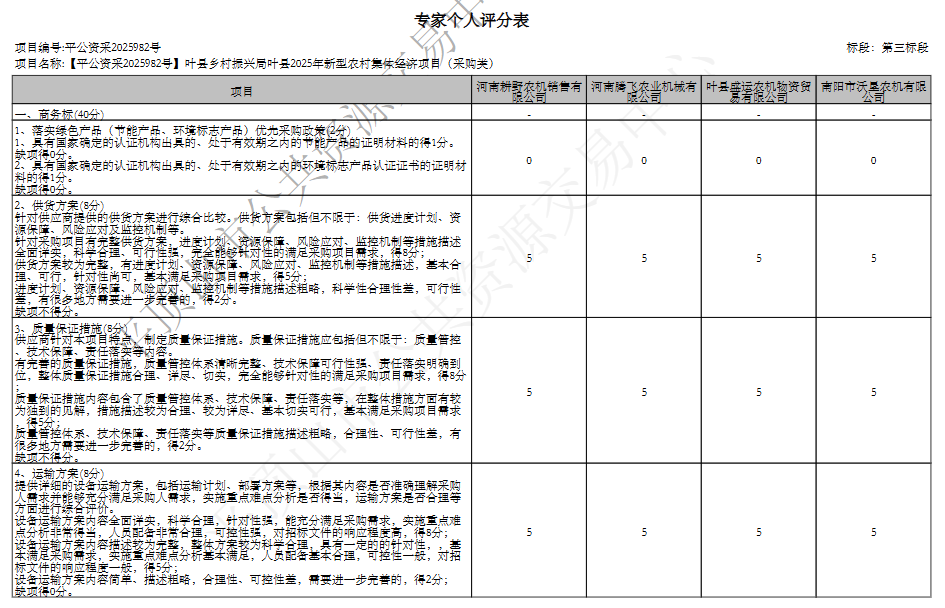 专家个人评分表
项目编号:平公资采2025982号
标段：第三标段
项目名称:【平公资采2025982号】叶县乡村振兴局叶县2025年新型农村集体经济项目（采购类）
项目
河南耕野农机销售有
限公司
河南腾飞农业机械有
限公司
叶县盛运农机物资贸
易有限公司
南阳市沃垦农机有限
公司
一、商务标(40分)
-
-
-
-
1、落实绿色产品（节能产品、环境标志产品）优先采购政策(2分)
1、具有国家确定的认证机构出具的、处于有效期之内的节能产品的证明材料的得1分。
缺项得0分。
2、具有国家确定的认证机构出具的、处于有效期之内的环境标志产品认证证书的证明材
料的得1分。
缺项得0分。
0
0
0
0
2、供货方案(8分)
针对供应商提供的供货方案进行综合比较。供货方案包括但不限于：供货进度计划、资
源保障、风险应对及监控机制等。
针对采购项目有完整供货方案，进度计划、资源保障、风险应对、监控机制等措施描述
全面详实，科学合理、可行性强，完全能够针对性的满足采购项目需求，得8分；
供货方案较为完整，有进度计划、资源保障、风险应对、监控机制等措施描述，基本合
理、可行，针对性尚可，基本满足采购项目需求，得5分；
进度计划、资源保障、风险应对、监控机制等措施描述粗略，科学性合理性差，可行性
差，有很多地方需要进一步完善的，得2分。
缺项不得分。
5
5
5
5
3、质量保证措施(8分)
供应商针对本项目特点，制定质量保证措施。质量保证措施应包括但不限于：质量管控
、技术保障、责任落实等内容。
有完善的质量保证措施，质量管控体系清晰完整、技术保障可行性强、责任落实明确到
位，整体质量保证措施合理、详尽、切实，完全能够针对性的满足采购项目需求，得8分
；
质量保证措施内容包含了质量管控体系、技术保障、责任落实等，在整体措施方面有较
为独到的见解，措施描述较为合理、较为详尽、基本切实可行，基本满足采购项目需求
，得5分；
质量管控体系、技术保障、责任落实等质量保证措施描述粗略，合理性、可行性差，有
很多地方需要进一步完善的，得2分。
缺项不得分。
5
5
5
5
4、运输方案(8分)
提供详细的设备运输方案，包括运输计划、部署方案等，根据其内容是否准确理解采购
人需求并能够充分满足采购人需求，实施重点难点分析是否得当，运输方案是否合理等
方面进行综合评价。
设备运输方案内容全面详实，科学合理，针对性强，能充分满足采购需求，实施重点难
点分析非常得当，人员配备非常合理，可控性强，对招标文件的响应程度高，得8分；
设备运输方案内容描述较为完整，整体方案较为科学合理，具有一定的的针对性，，基
本满足采购需求，实施重点难点分析基本满足，人员配备基本合理，可控性一般，对招
标文件的响应程度一般，得5分；
设备运输方案内容简单、描述粗略，合理性、可控性差，需要进一步完善的，得2分；
缺项得0分。
5
5
5
5